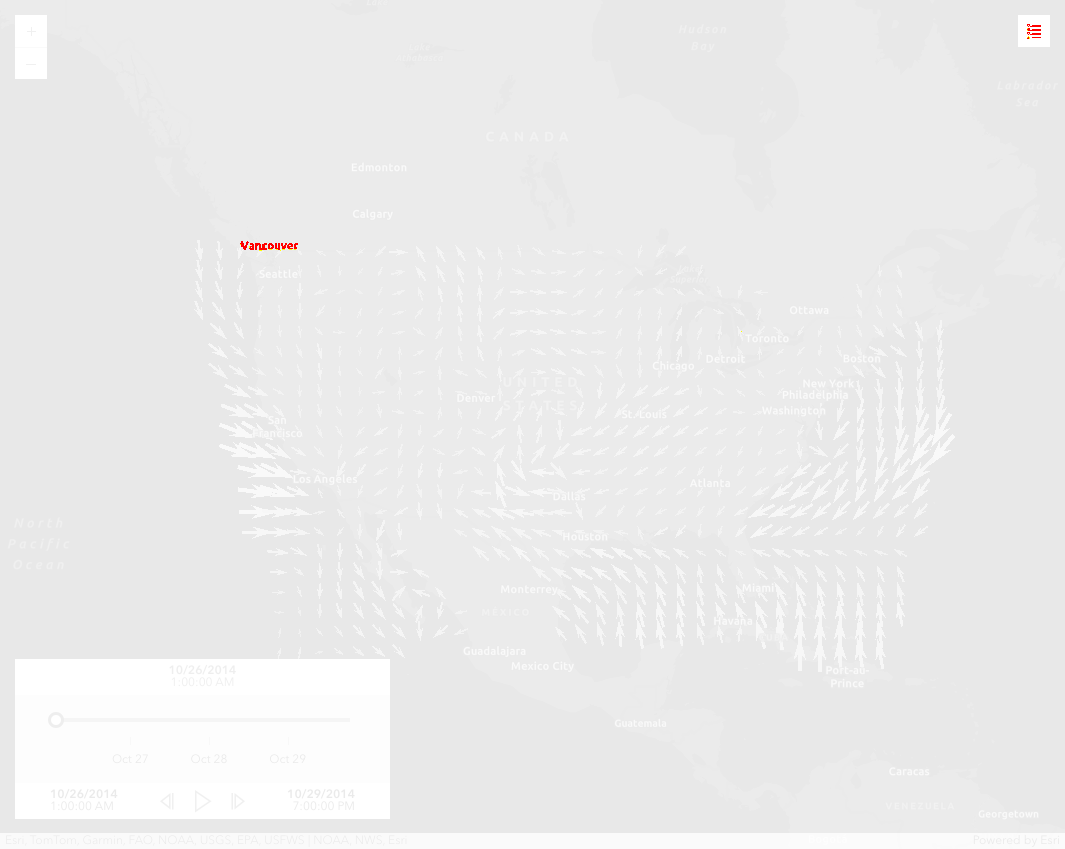 Hudson
Bay
Labrador
Sea
CANADA
Edmonton
Calgary
Vancouver
Seattle
Ottawa
Toronto
Boston
Detroit
Chicago
UNITED
STATES
New York
Philadelphia
Denver
Washington
St. Louis
San
Francisco
Los Angeles
Atlanta
Dallas
North
Pacific
Ocean
Houston
Monterrey
Miami
MEXICO
Havana
Guadalajara
Mexico City
Port-au-
Prince
Guatemala
Caracas
VENEZUELA
Georgetown
10/26/2014
1:00:00 AM
Oct 27 Oct 28 Oct 29
10/26/2014 10/29/2014
1:00:00 AM 7:00:00 PM
Esri, TomTom, Garmin, FAO, NOAA, USGS, EPA, USFWS | NOAA, NWS, Esri Powered by Esri